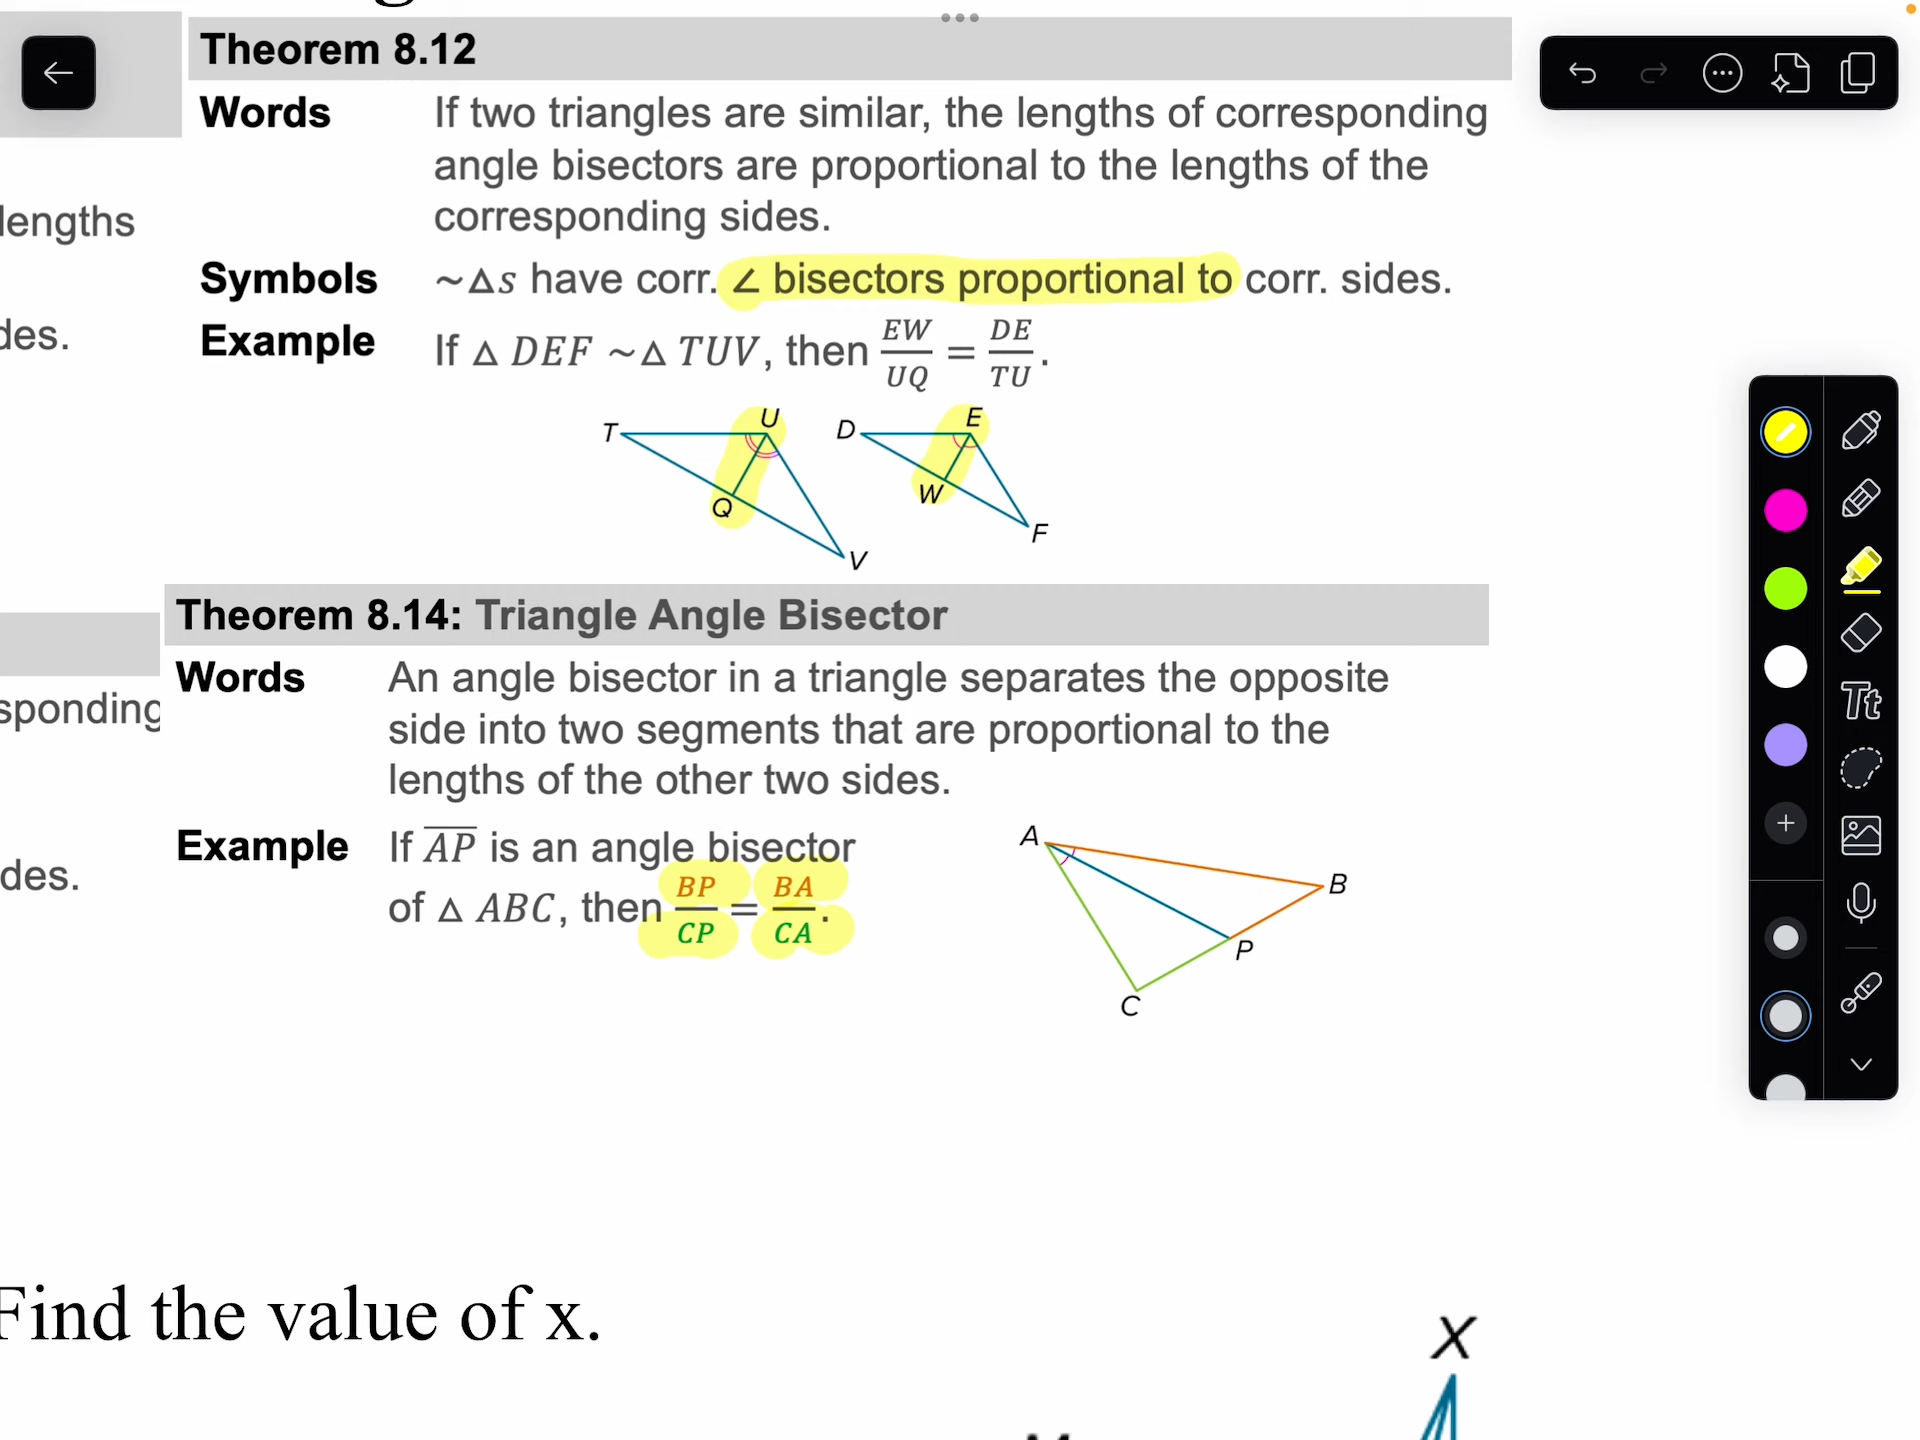 Theorem 8.12
Words If two triangles are similar, the lengths of corresponding
angle bisectors are proportional to the lengths of the
corresponding sides.
Symbols ~△s have corr. ∠ bisectors proportional to corr. sides.
Example If △ DEF ~△ TUV, then EW/UQ = DE/TU.
T U D E
Q W
V F
lengths
des.
Theorem 8.14: Triangle Angle Bisector
Words An angle bisector in a triangle separates the opposite
side into two segments that are proportional to the
lengths of the other two sides.
Example If A̅P̅ is an angle bisector
of △ ABC, then BP/CP = BA/CA.
A
B
P
C
sponding
des.
Find the value of x.
X
Tt